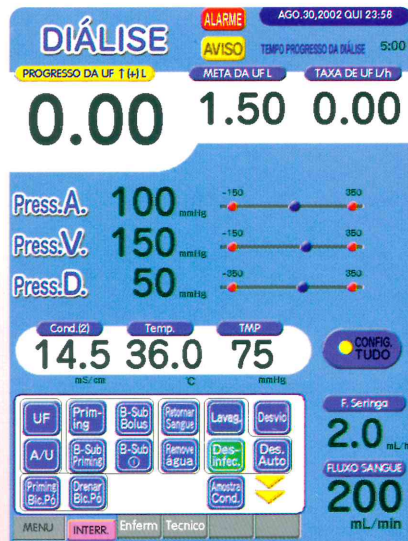 ALARME
AGO.30,2002 QUI 23:58
DIÁLISE
AVISO
TEMPO PROGRESSO DA DIÁLISE 5:00
PROGRESSO DA UF ↑ (+) L
META DA UF L
TAXA DE UF L/h
0.00
1.50
0.00
Press.A. 100 mmHg
-150 350
Press.V. 150 mmHg
-150 350
Press.D. 50 mmHg
-350 350
Cond.(2)
Temp.
TMP
14.5 36.0 75
mS/cm °C mmHg
CONFIG. TUDO
UF
Prim-ing
B-Sub Bolus
Retornar Sangue
Lavag.
Desvio
A/U
B-Sub Priming
B-Sub
Remove água
Des-infec.
Des. Auto
Priming Blc.Pó
Drenar Blc.Pó
Amostra Cond.
F. Seringa
2.0 mL/h
FLUXO SANGUE
200
mL/min
MENU
INTERR.
Enferm
Tecnico